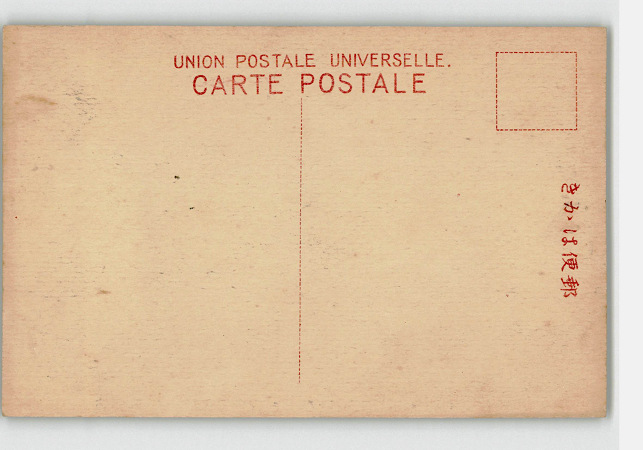 UNION POSTALE UNIVERSELLE.
CARTE POSTALE
きかは便郵